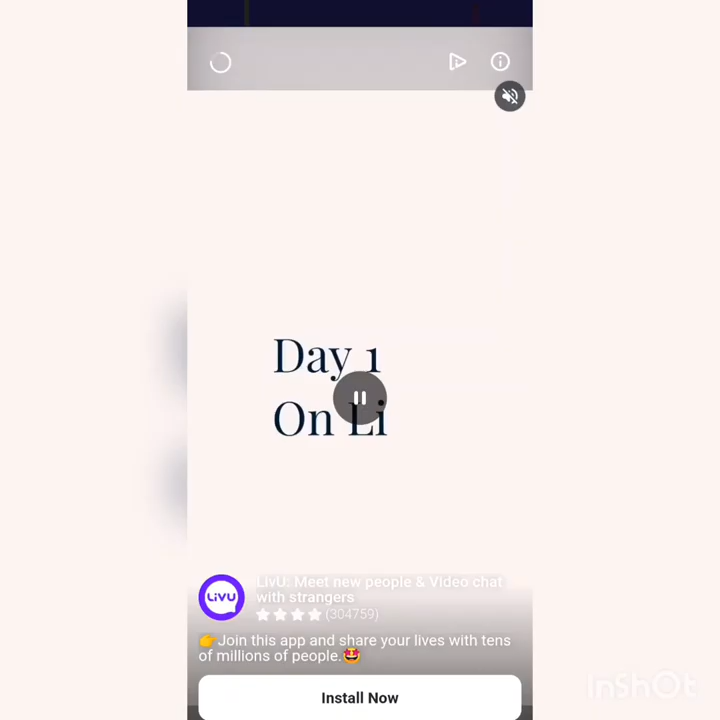 Day 1
On Li
LivU
LivU: Meet new people & Video chat
with strangers
(304759)
👉Join this app and share your lives with tens
of millions of people.🤩
Install Now
InShOt